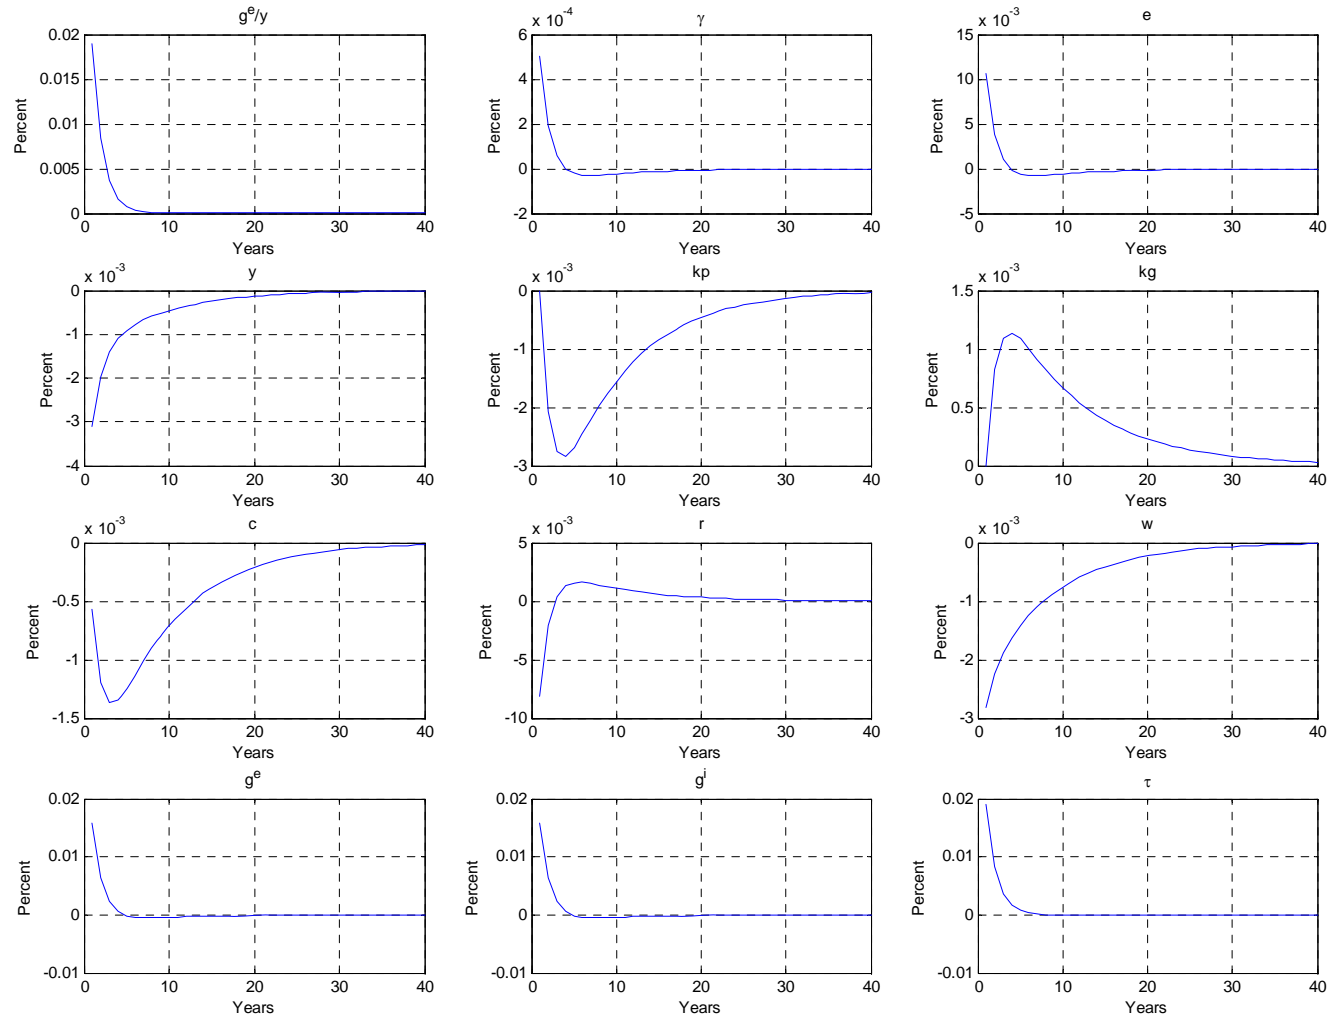 g^e/y
γ
e
x 10^-4
x 10^-3
0.02
0.015
0.01
0.005
0
Percent
0 10 20 30 40
Years
6
4
2
0
-2
Percent
0 10 20 30 40
Years
15
10
5
0
-5
Percent
0 10 20 30 40
Years
y
kp
kg
x 10^-3
x 10^-3
x 10^-3
0
-1
-2
-3
-4
Percent
0 10 20 30 40
Years
0
-1
-2
-3
Percent
0 10 20 30 40
Years
1.5
1
0.5
0
Percent
0 10 20 30 40
Years
c
r
w
x 10^-3
x 10^-3
x 10^-3
0
-0.5
-1
-1.5
Percent
0 10 20 30 40
Years
5
0
-5
-10
Percent
0 10 20 30 40
Years
0
-1
-2
-3
Percent
0 10 20 30 40
Years
g^e
g^i
τ
0.02
0.01
0
-0.01
Percent
0 10 20 30 40
Years
0.02
0.01
0
-0.01
Percent
0 10 20 30 40
Years
0.02
0.01
0
-0.01
Percent
0 10 20 30 40
Years